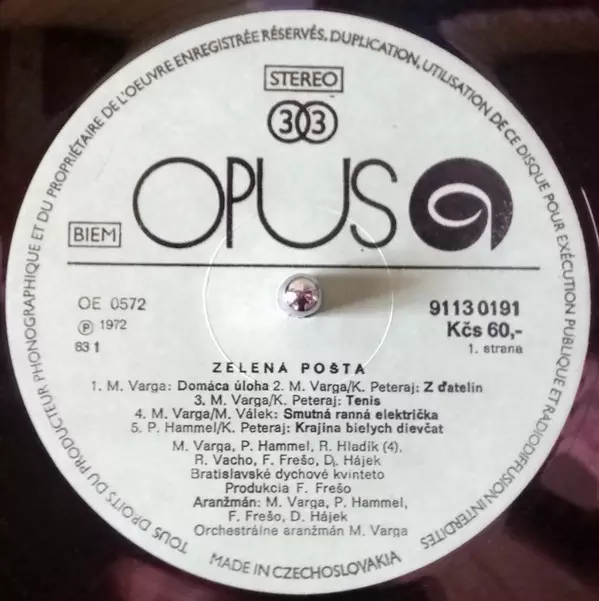 TOUS DROITS DU PRODUCTEUR PHONOGRAPHIQUE ET DU PROPRIÉTAIRE DE L'OEUVRE ENREGISTRÉE RÉSERVÉS, DUPLICATION, UTILISATION DE CE DISQUE POUR EXÉCUTION PUBLIQUE ET RADIODIFFUSION INTERDITES
STEREO
33
OPUS
BIEM
OE 0572
Ⓟ 1972
83 1
9113 0191
Kčs 60,-
1. strana
ZELENÁ POŠTA
1. M. Varga: Domáca úloha 2. M. Varga/K. Peteraj: Z ďatelín
3. M. Varga/K. Peteraj: Tenis
4. M. Varga/M. Válek: Smutná ranná električka
5. P. Hammel/K. Peteraj: Krajina bielych dievčat
M. Varga, P. Hammel, R. Hladík (4),
R. Vacho, F. Frešo, D. Hájek
Bratislavské dychové kvinteto
Produkcia F. Frešo
Aranžmán: M. Varga, P. Hammel,
F. Frešo, D. Hájek
Orchestrálne aranžmán M. Varga
MADE IN CZECHOSLOVAKIA